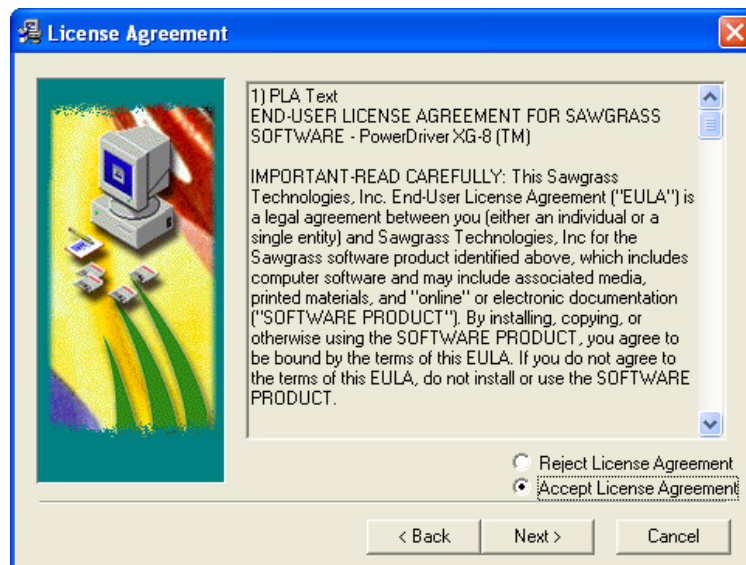 License Agreement
1) PLA Text
END-USER LICENSE AGREEMENT FOR SAWGRASS
SOFTWARE - PowerDriver XG-8 (TM)
IMPORTANT-READ CAREFULLY: This Sawgrass
Technologies, Inc. End-User License Agreement ("EULA") is
a legal agreement between you (either an individual or a
single entity) and Sawgrass Technologies, Inc for the
Sawgrass software product identified above, which includes
computer software and may include associated media,
printed materials, and "online" or electronic documentation
("SOFTWARE PRODUCT"). By installing, copying, or
otherwise using the SOFTWARE PRODUCT, you agree to
be bound by the terms of this EULA. If you do not agree to
the terms of this EULA, do not install or use the SOFTWARE
PRODUCT.
Reject License Agreement
Accept License Agreement
< Back
Next >
Cancel